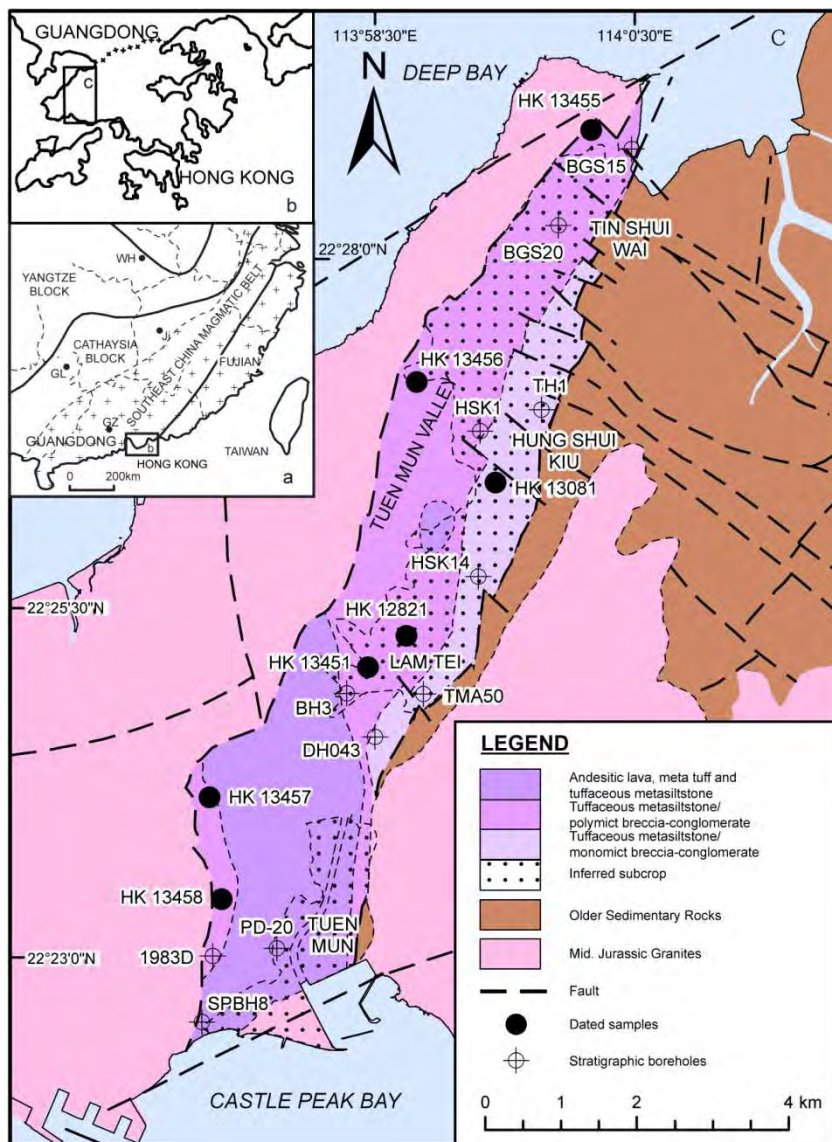 GUANGDONG
C
HONG KONG
b
WH
YANGTZE
BLOCK
CATHAYSIA
BLOCK
SOUTHEAST CHINA MAGMATIC BELT
FUJIAN
GL
GZ
GUANGDONG
b
HONG KONG
TAIWAN
0 200km
a
113°58'30"E
114°0'30"E
C
N
DEEP BAY
HK 13455
BGS15
TIN SHUI
WAI
BGS20
22°28'0"N
HK 13456
TUEN MUN VALLEY
HSK1
TH1
HUNG SHUI
KIU
HK 13081
HSK14
22°25'30"N
HK 12821
HK 13451
LAM TEI
BH3
TMA50
DH043
HK 13457
HK 13458
PD-20
TUEN
MUN
1983D
22°23'0"N
SPBH8
CASTLE PEAK BAY
LEGEND
Andesitic lava, meta tuff and
tuffaceous metasiltstone
Tuffaceous metasiltstone/
polymict breccia-conglomerate
Tuffaceous metasiltstone/
monomict breccia-conglomerate
Inferred subcrop
Older Sedimentary Rocks
Mid. Jurassic Granites
Fault
Dated samples
Stratigraphic boreholes
0 1 2 4 km